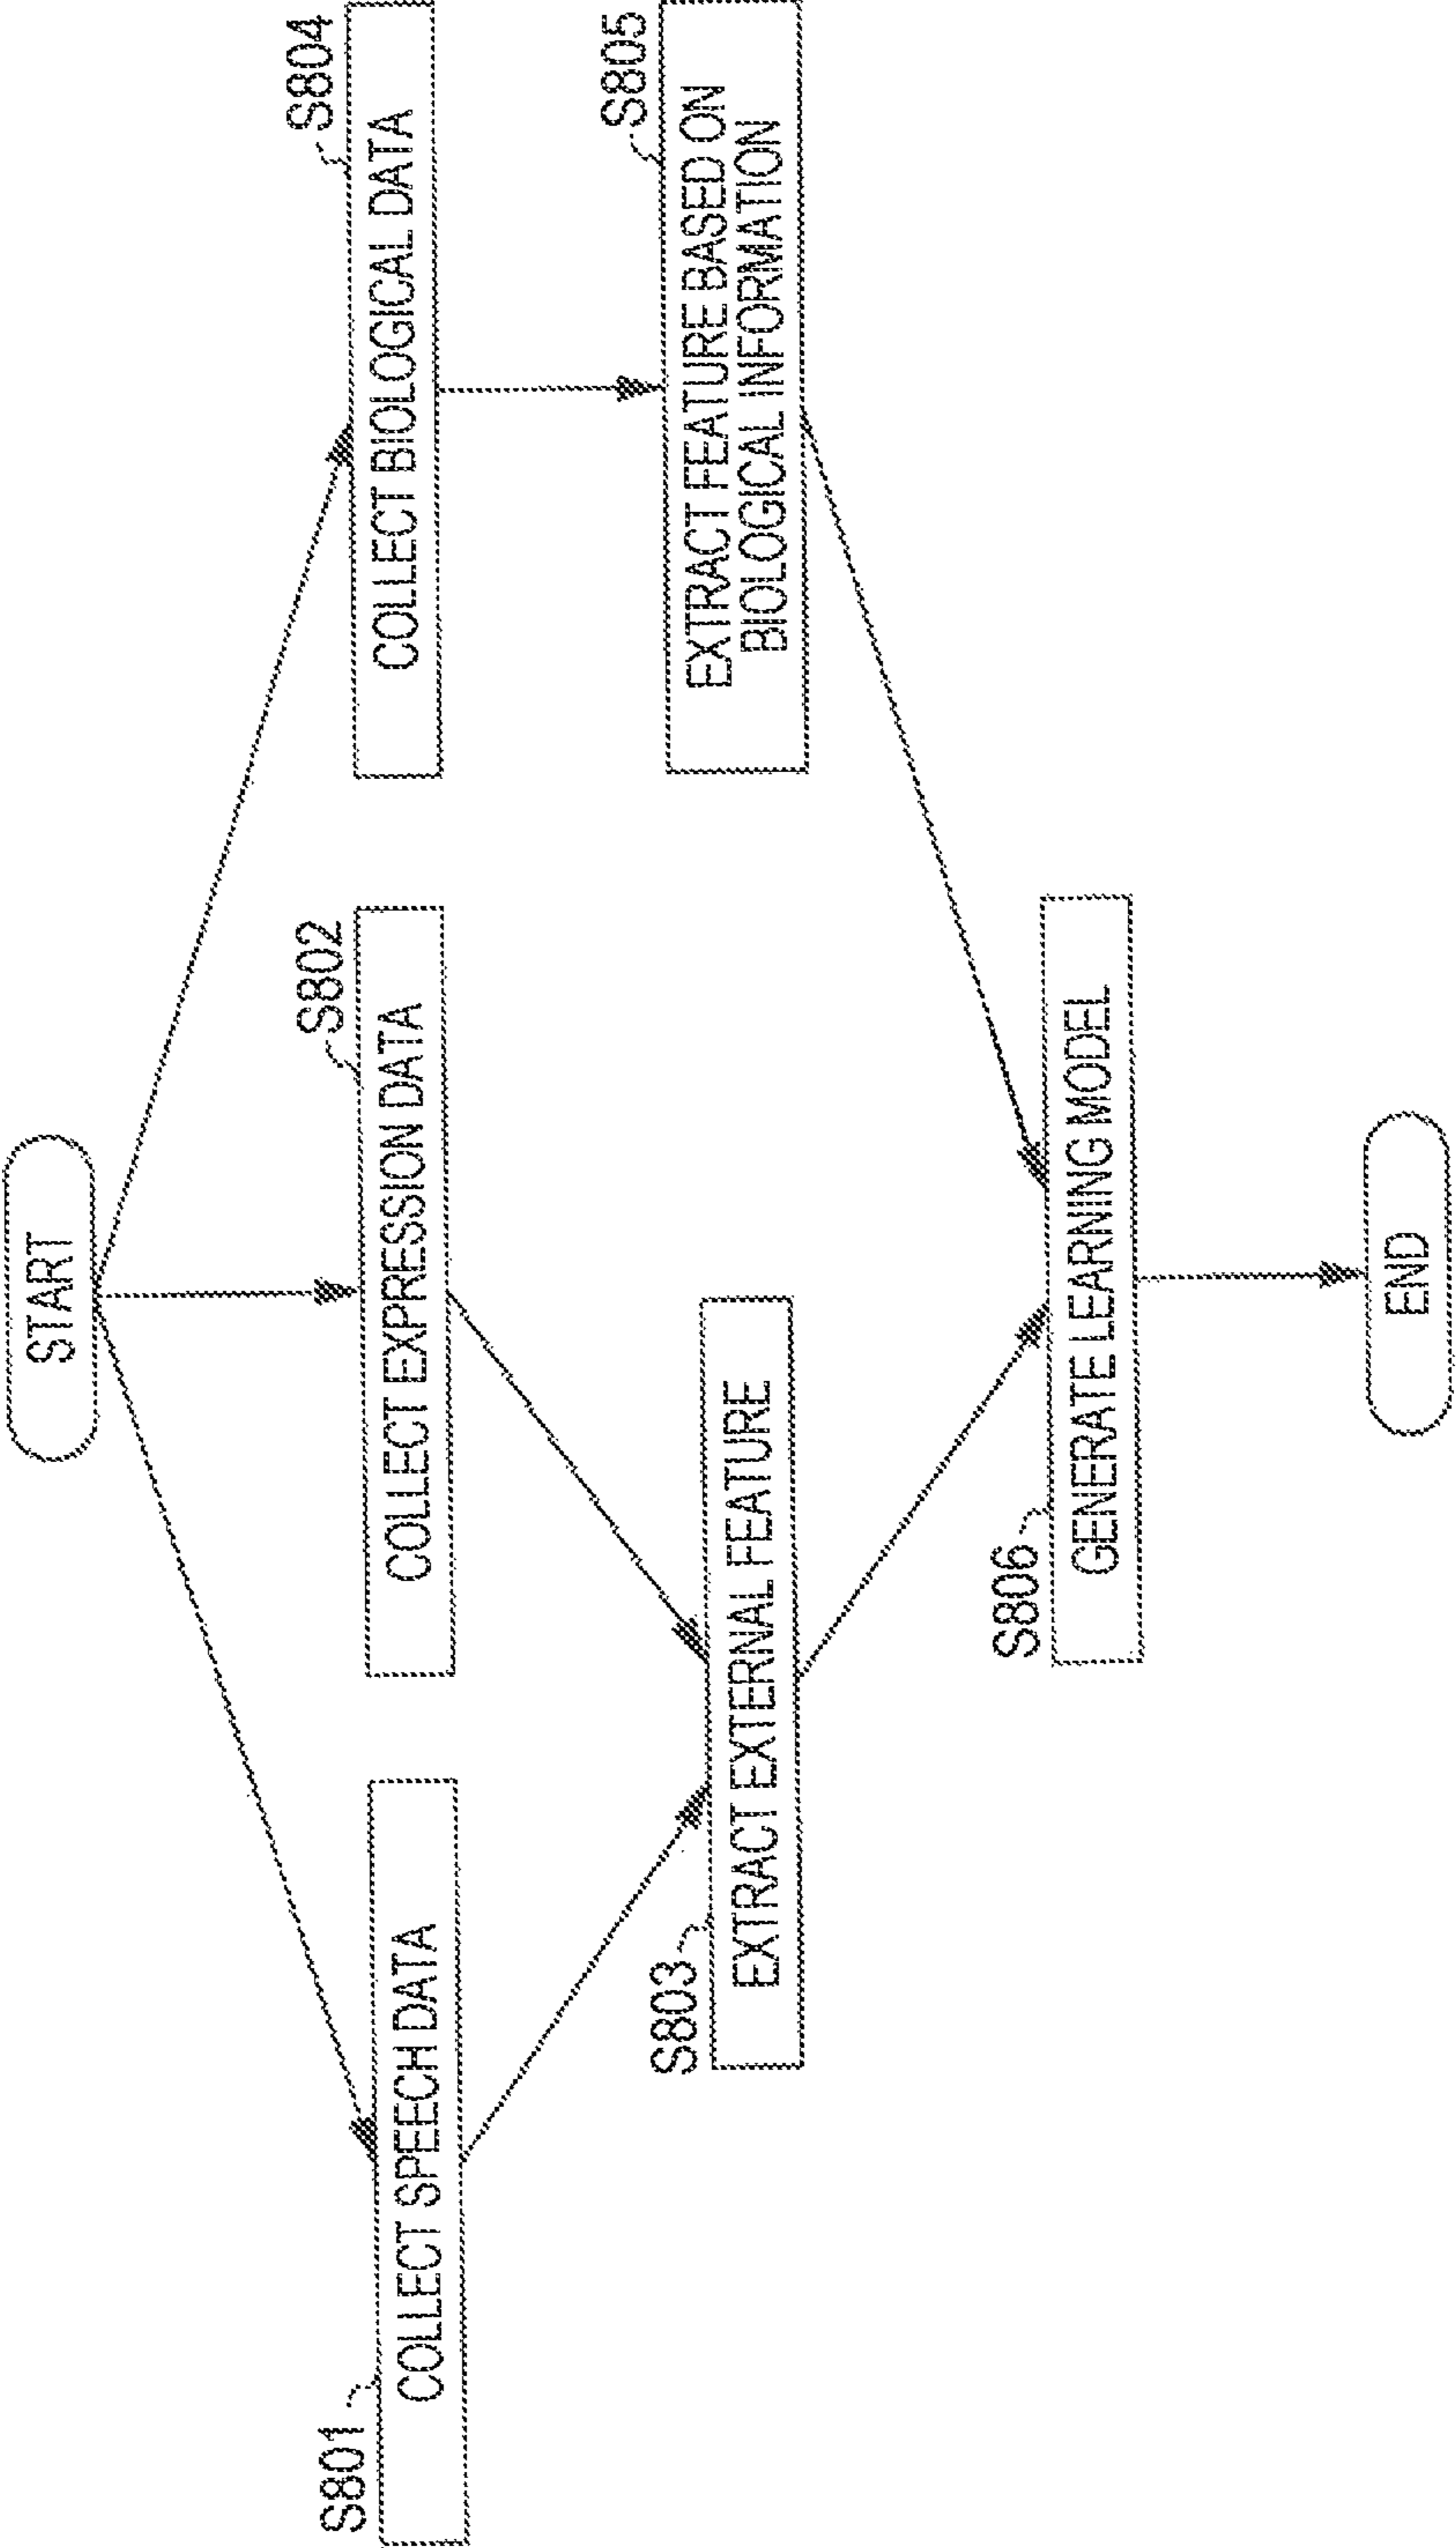 START
S801
COLLECT SPEECH DATA
S802
COLLECT EXPRESSION DATA
S804
COLLECT BIOLOGICAL DATA
S803
EXTRACT EXTERNAL FEATURE
S805
EXTRACT FEATURE BASED ON
BIOLOGICAL INFORMATION
S806
GENERATE LEARNING MODEL
END